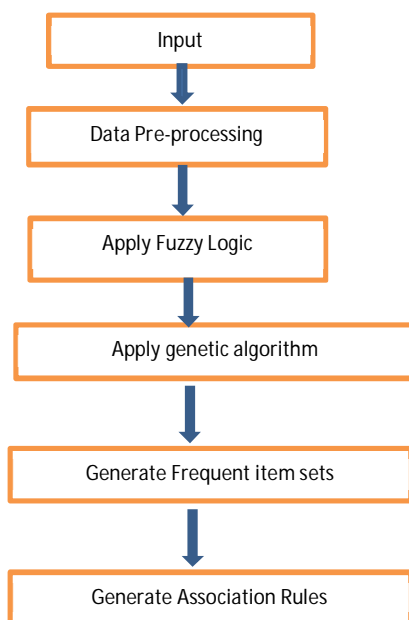 Input
Data Pre-processing
Apply Fuzzy Logic
Apply genetic algorithm
Generate Frequent item sets
Generate Association Rules